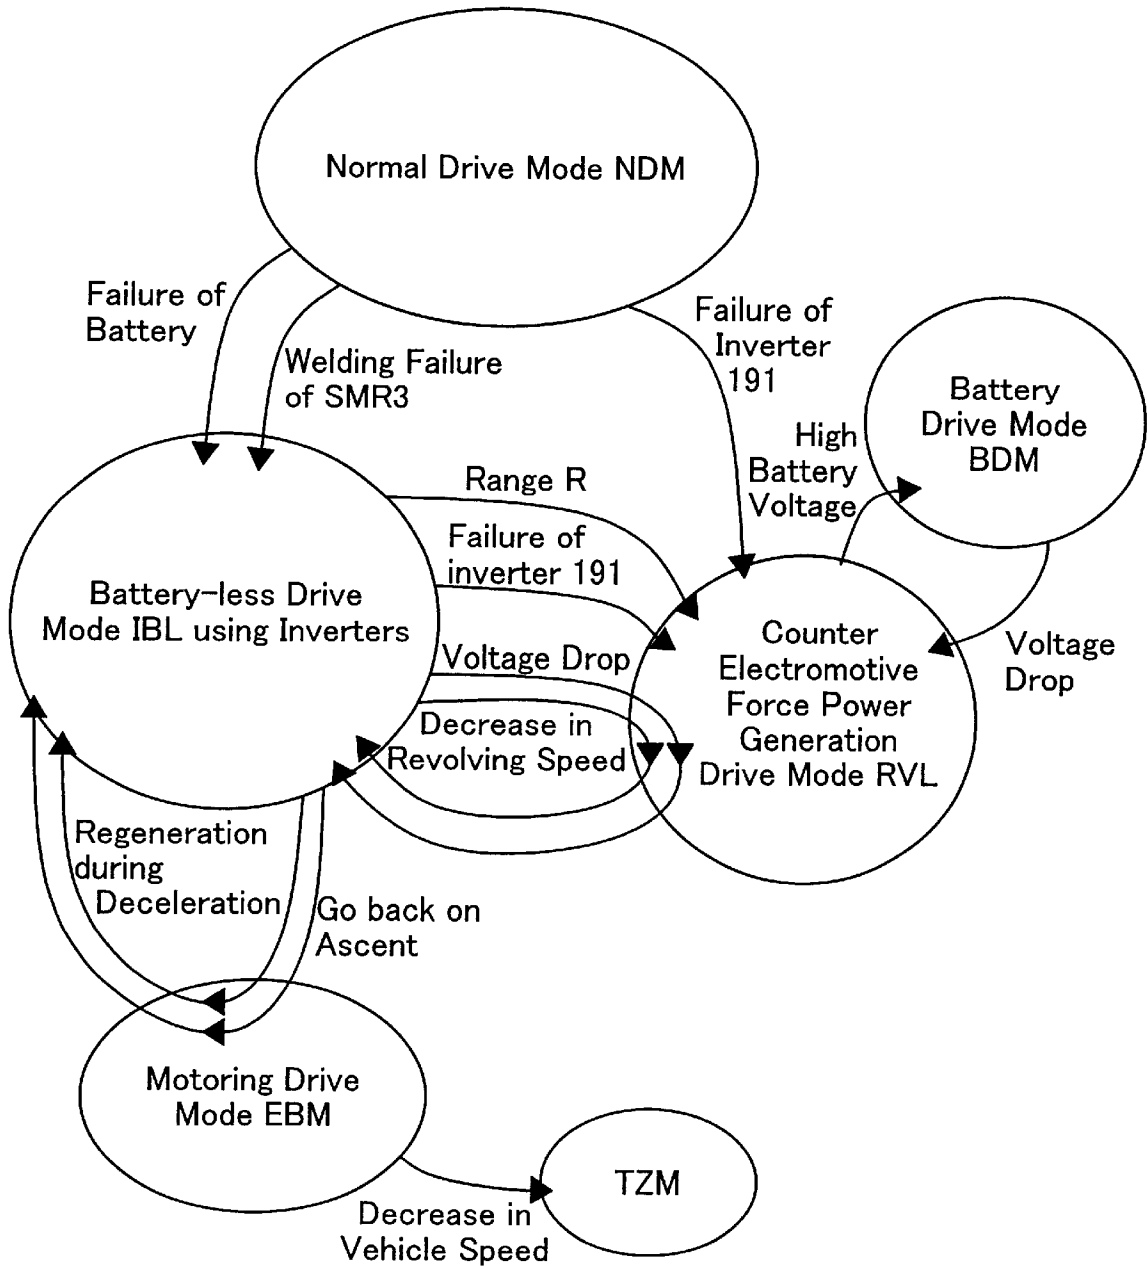 Normal Drive Mode NDM
Failure of
Battery
Welding Failure
of SMR3
Failure of
Inverter
191
Battery
Drive Mode
BDM
High
Battery
Voltage
Range R
Failure of
inverter 191
Battery-less Drive
Mode IBL using Inverters
Voltage Drop
Counter
Electromotive
Force Power
Generation
Drive Mode RVL
Voltage
Drop
Decrease in
Revolving Speed
Regeneration
during
Deceleration
Go back on
Ascent
Motoring Drive
Mode EBM
TZM
Decrease in
Vehicle Speed